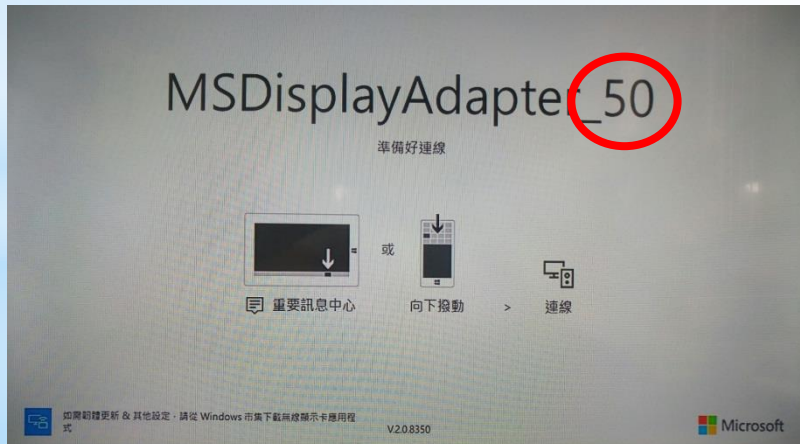 MSDisplayAdapter_50
準備好連線
或
重要訊息中心
向下撥動
>
連線
如需韌體更新 & 其他設定，請從 Windows 市集下載無線顯示卡應用程
式
V.2.0.8350
Microsoft